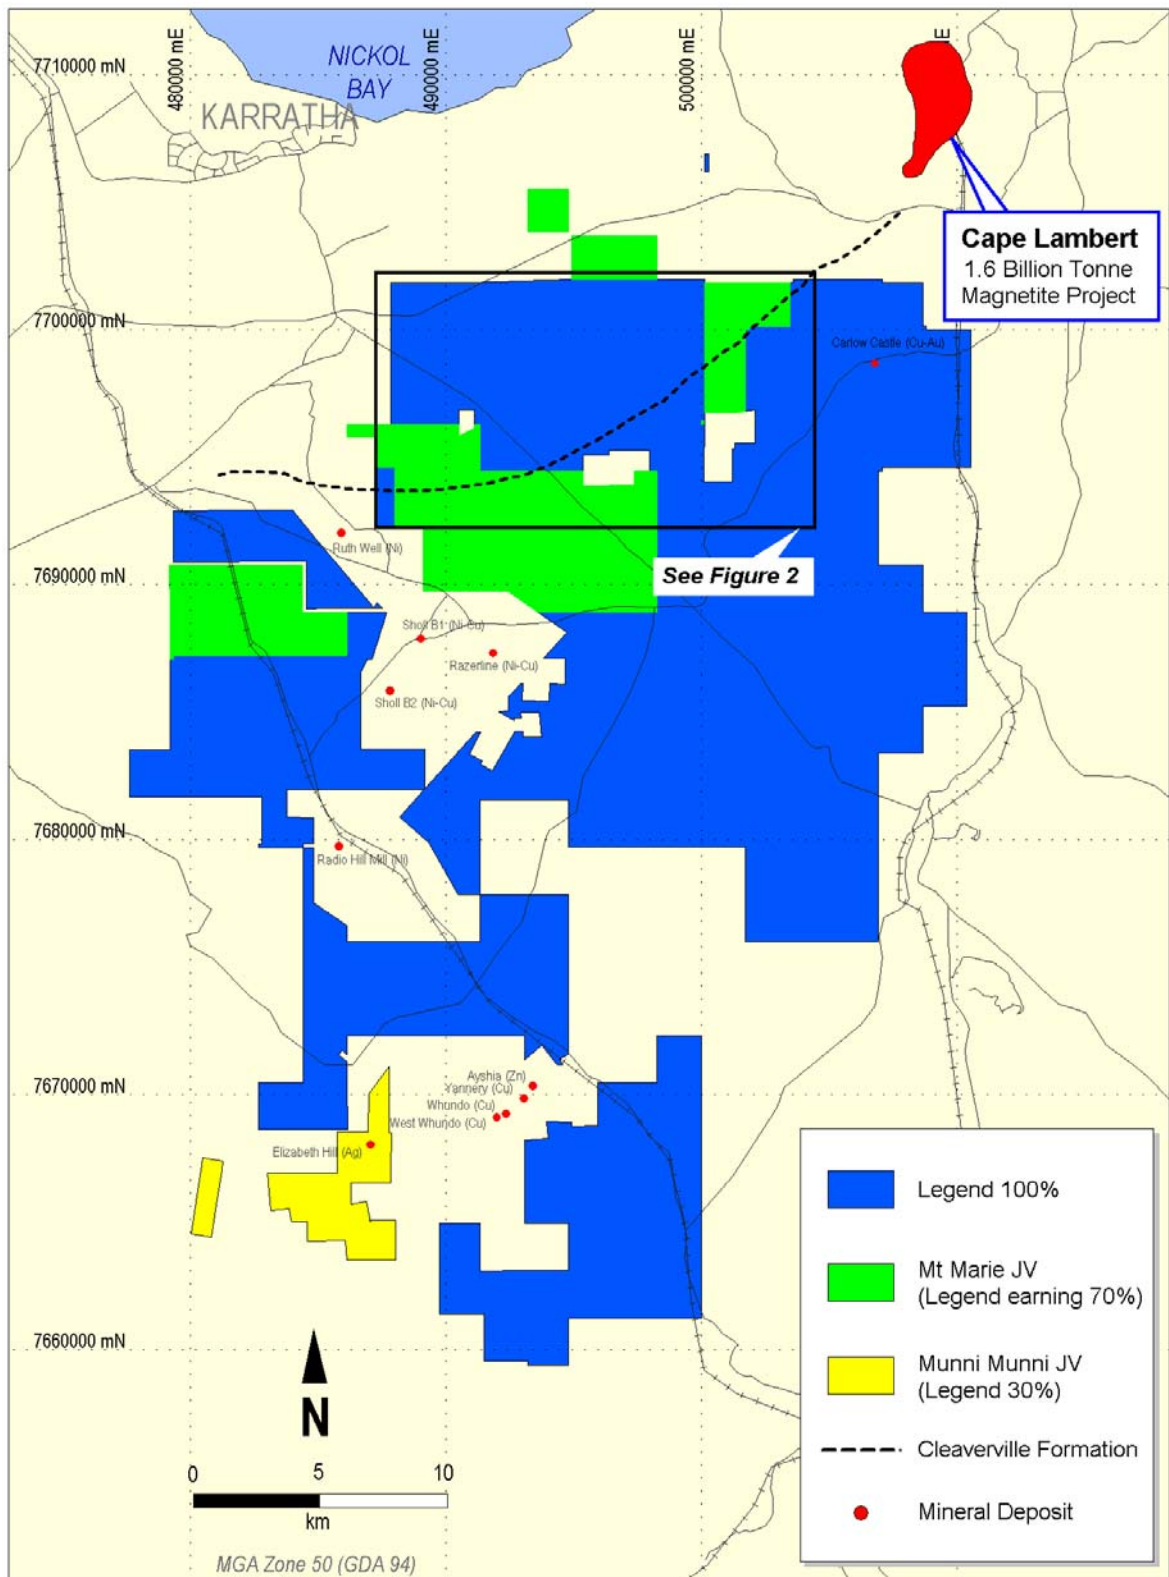 7710000 mN
480000 mE
NICKOL
BAY
490000 mE
500000 mE
KARRATHA
Cape Lambert
1.6 Billion Tonne
Magnetite Project
7700000 mN
Carlow Castle (Cu-Au)
Ruth Well (Ni)
See Figure 2
7690000 mN
Sholl B1 (Ni-Cu)
Razerline (Ni-Cu)
Sholl B2 (Ni-Cu)
7680000 mN
Radio Hill Mill (Ni)
7670000 mN
Ayshia (Zn)
Yannery (Cu)
Whundo (Cu)
West Whundo (Cu)
Elizabeth Hill (Ag)
Legend 100%
Mt Marie JV
(Legend earning 70%)
Munni Munni JV
(Legend 30%)
Cleaverville Formation
Mineral Deposit
7660000 mN
N
0 5 10
km
MGA Zone 50 (GDA 94)